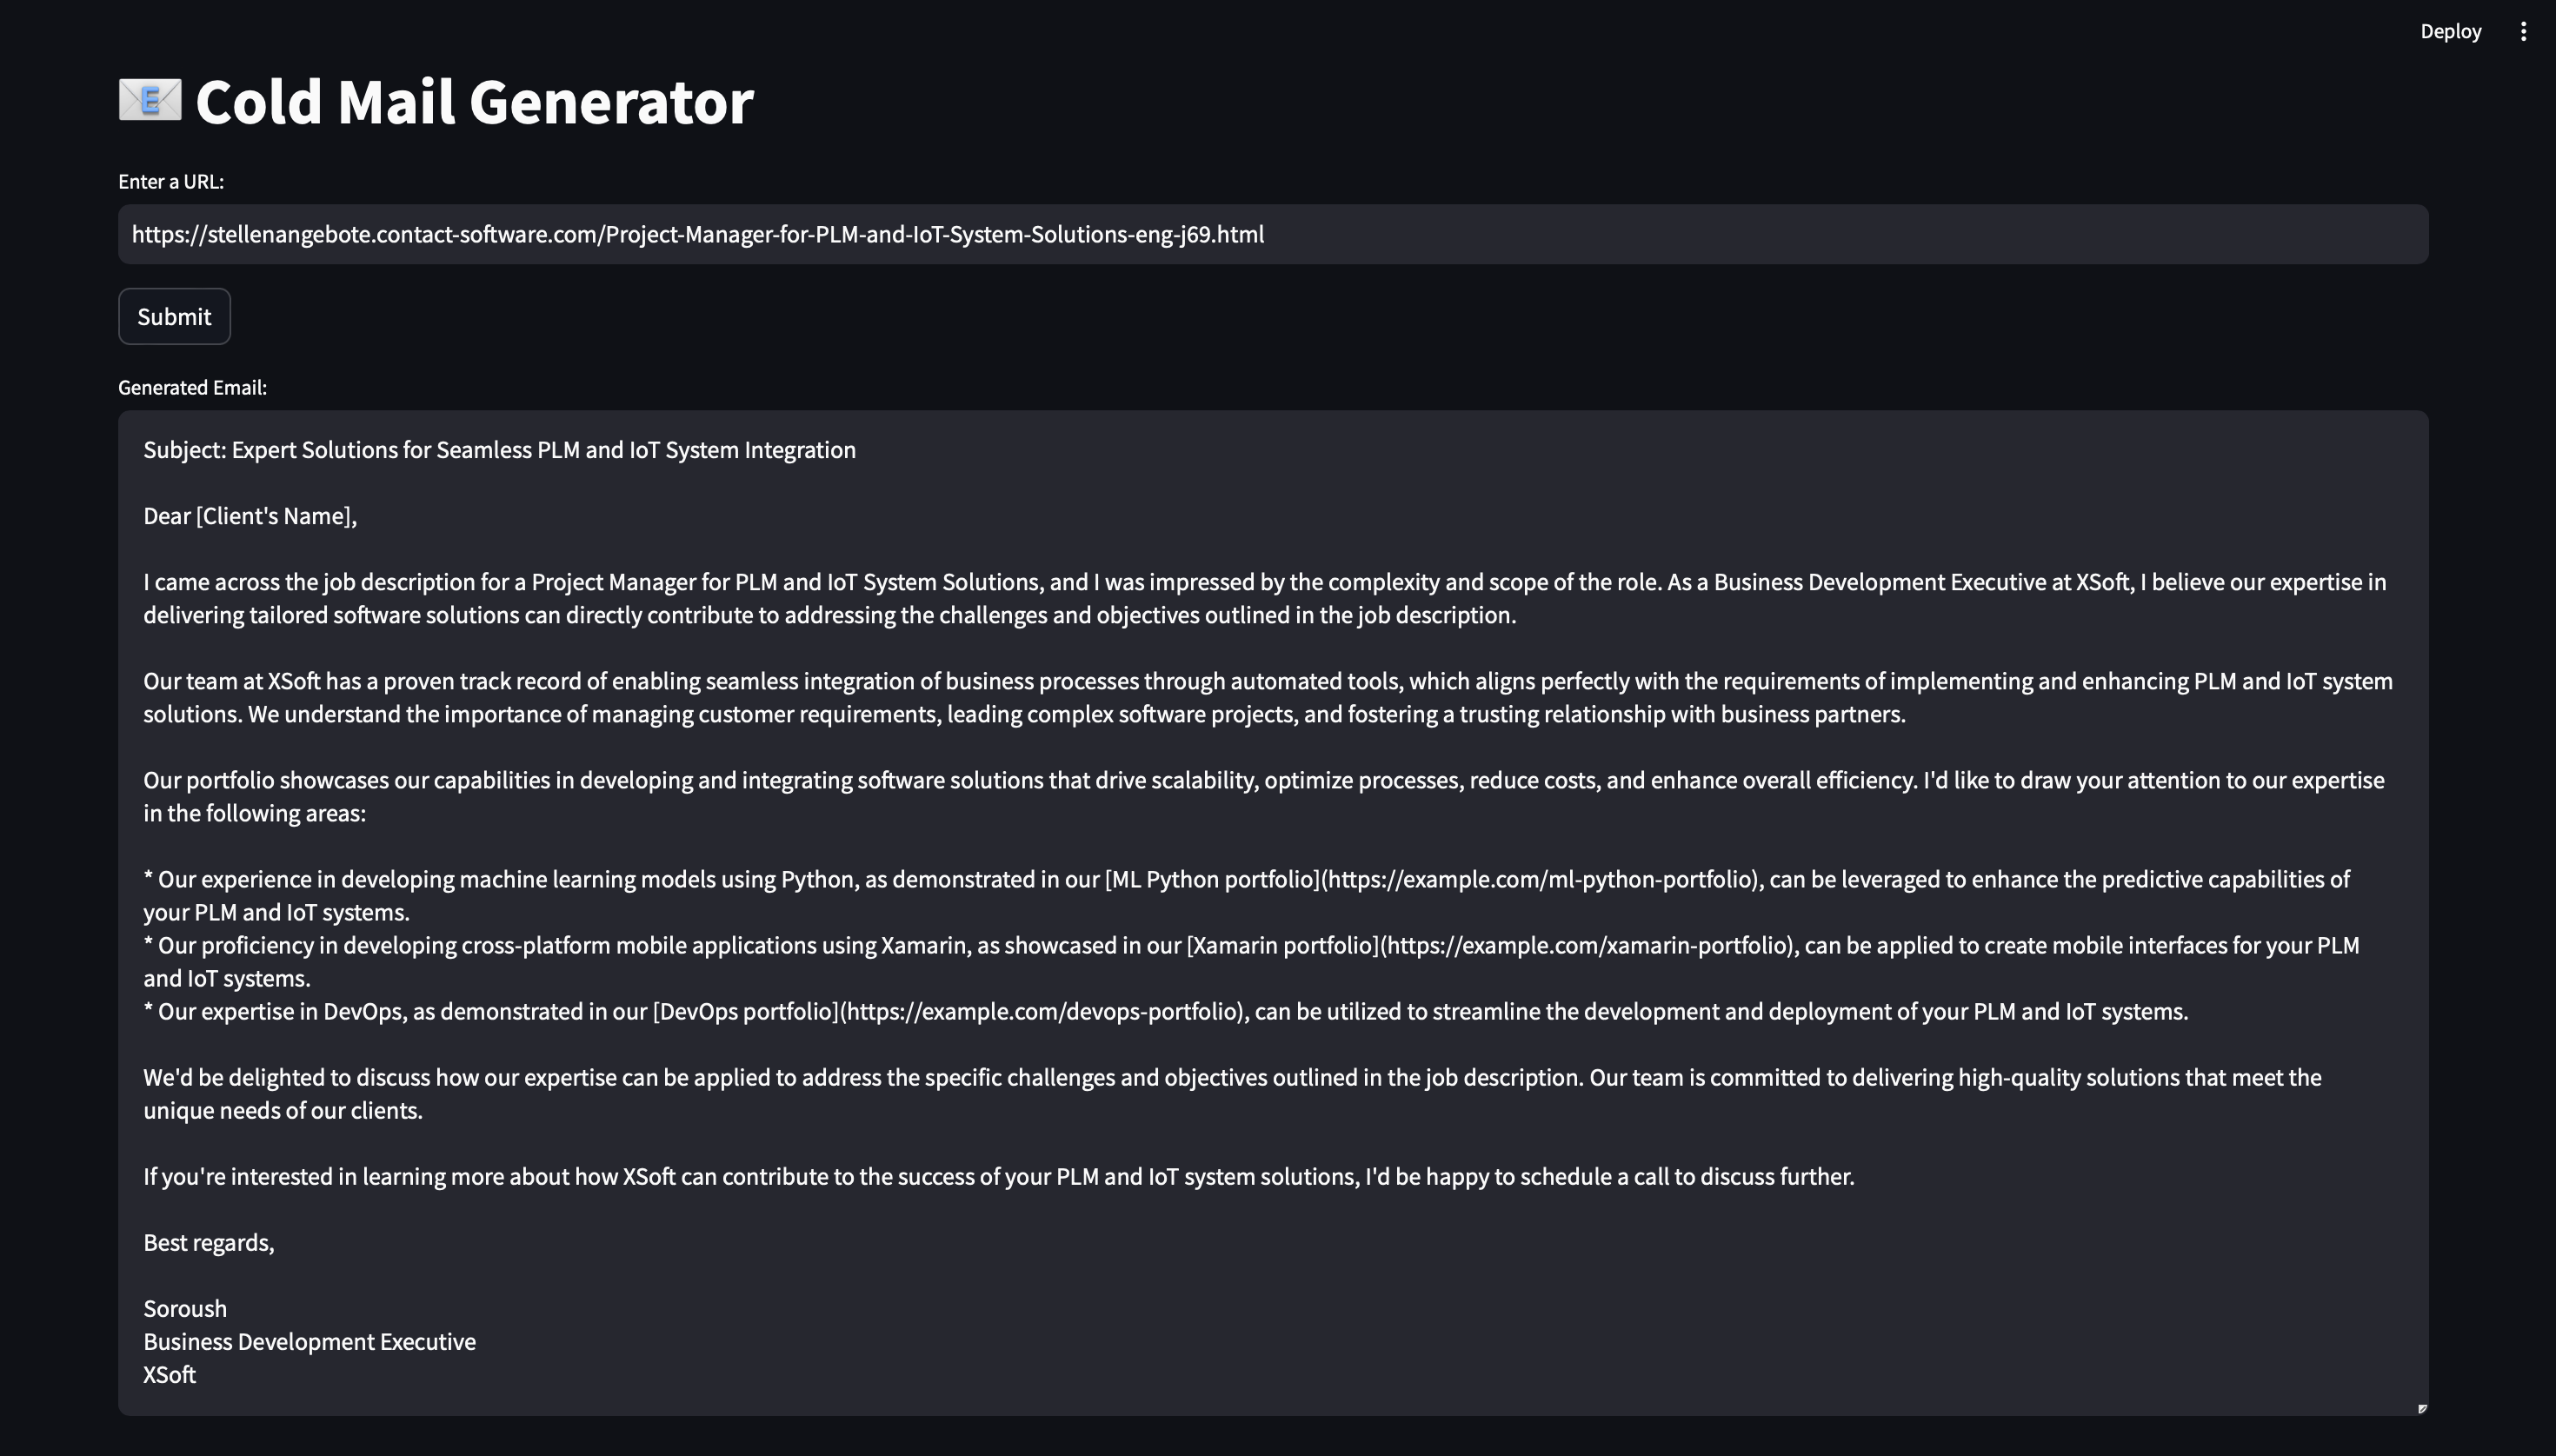 Deploy
Cold Mail Generator
Enter a URL:
https://stellenangebote.contact-software.com/Project-Manager-for-PLM-and-IoT-System-Solutions-eng-j69.html
Submit
Generated Email:
Subject: Expert Solutions for Seamless PLM and IoT System Integration
Dear [Client's Name],
I came across the job description for a Project Manager for PLM and IoT System Solutions, and I was impressed by the complexity and scope of the role. As a Business Development Executive at XSoft, I believe our expertise in
delivering tailored software solutions can directly contribute to addressing the challenges and objectives outlined in the job description.
Our team at XSoft has a proven track record of enabling seamless integration of business processes through automated tools, which aligns perfectly with the requirements of implementing and enhancing PLM and IoT system
solutions. We understand the importance of managing customer requirements, leading complex software projects, and fostering a trusting relationship with business partners.
Our portfolio showcases our capabilities in developing and integrating software solutions that drive scalability, optimize processes, reduce costs, and enhance overall efficiency. I'd like to draw your attention to our expertise
in the following areas:
* Our experience in developing machine learning models using Python, as demonstrated in our [ML Python portfolio](https://example.com/ml-python-portfolio), can be leveraged to enhance the predictive capabilities of
your PLM and IoT systems.
* Our proficiency in developing cross-platform mobile applications using Xamarin, as showcased in our [Xamarin portfolio](https://example.com/xamarin-portfolio), can be applied to create mobile interfaces for your PLM
and IoT systems.
* Our expertise in DevOps, as demonstrated in our [DevOps portfolio](https://example.com/devops-portfolio), can be utilized to streamline the development and deployment of your PLM and IoT systems.
We'd be delighted to discuss how our expertise can be applied to address the specific challenges and objectives outlined in the job description. Our team is committed to delivering high-quality solutions that meet the
unique needs of our clients.
If you're interested in learning more about how XSoft can contribute to the success of your PLM and IoT system solutions, I'd be happy to schedule a call to discuss further.
Best regards,
Soroush
Business Development Executive
XSoft